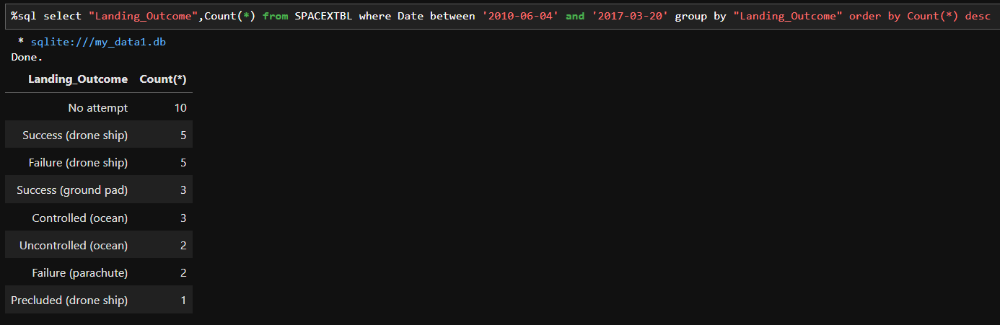 %sql select "Landing_Outcome",Count(*) from SPACEXTBL where Date between '2010-06-04' and '2017-03-20' group by "Landing_Outcome" order by Count(*) desc
* sqlite:///my_data1.db
Done.
Landing_Outcome Count(*)
No attempt 10
Success (drone ship) 5
Failure (drone ship) 5
Success (ground pad) 3
Controlled (ocean) 3
Uncontrolled (ocean) 2
Failure (parachute) 2
Precluded (drone ship) 1